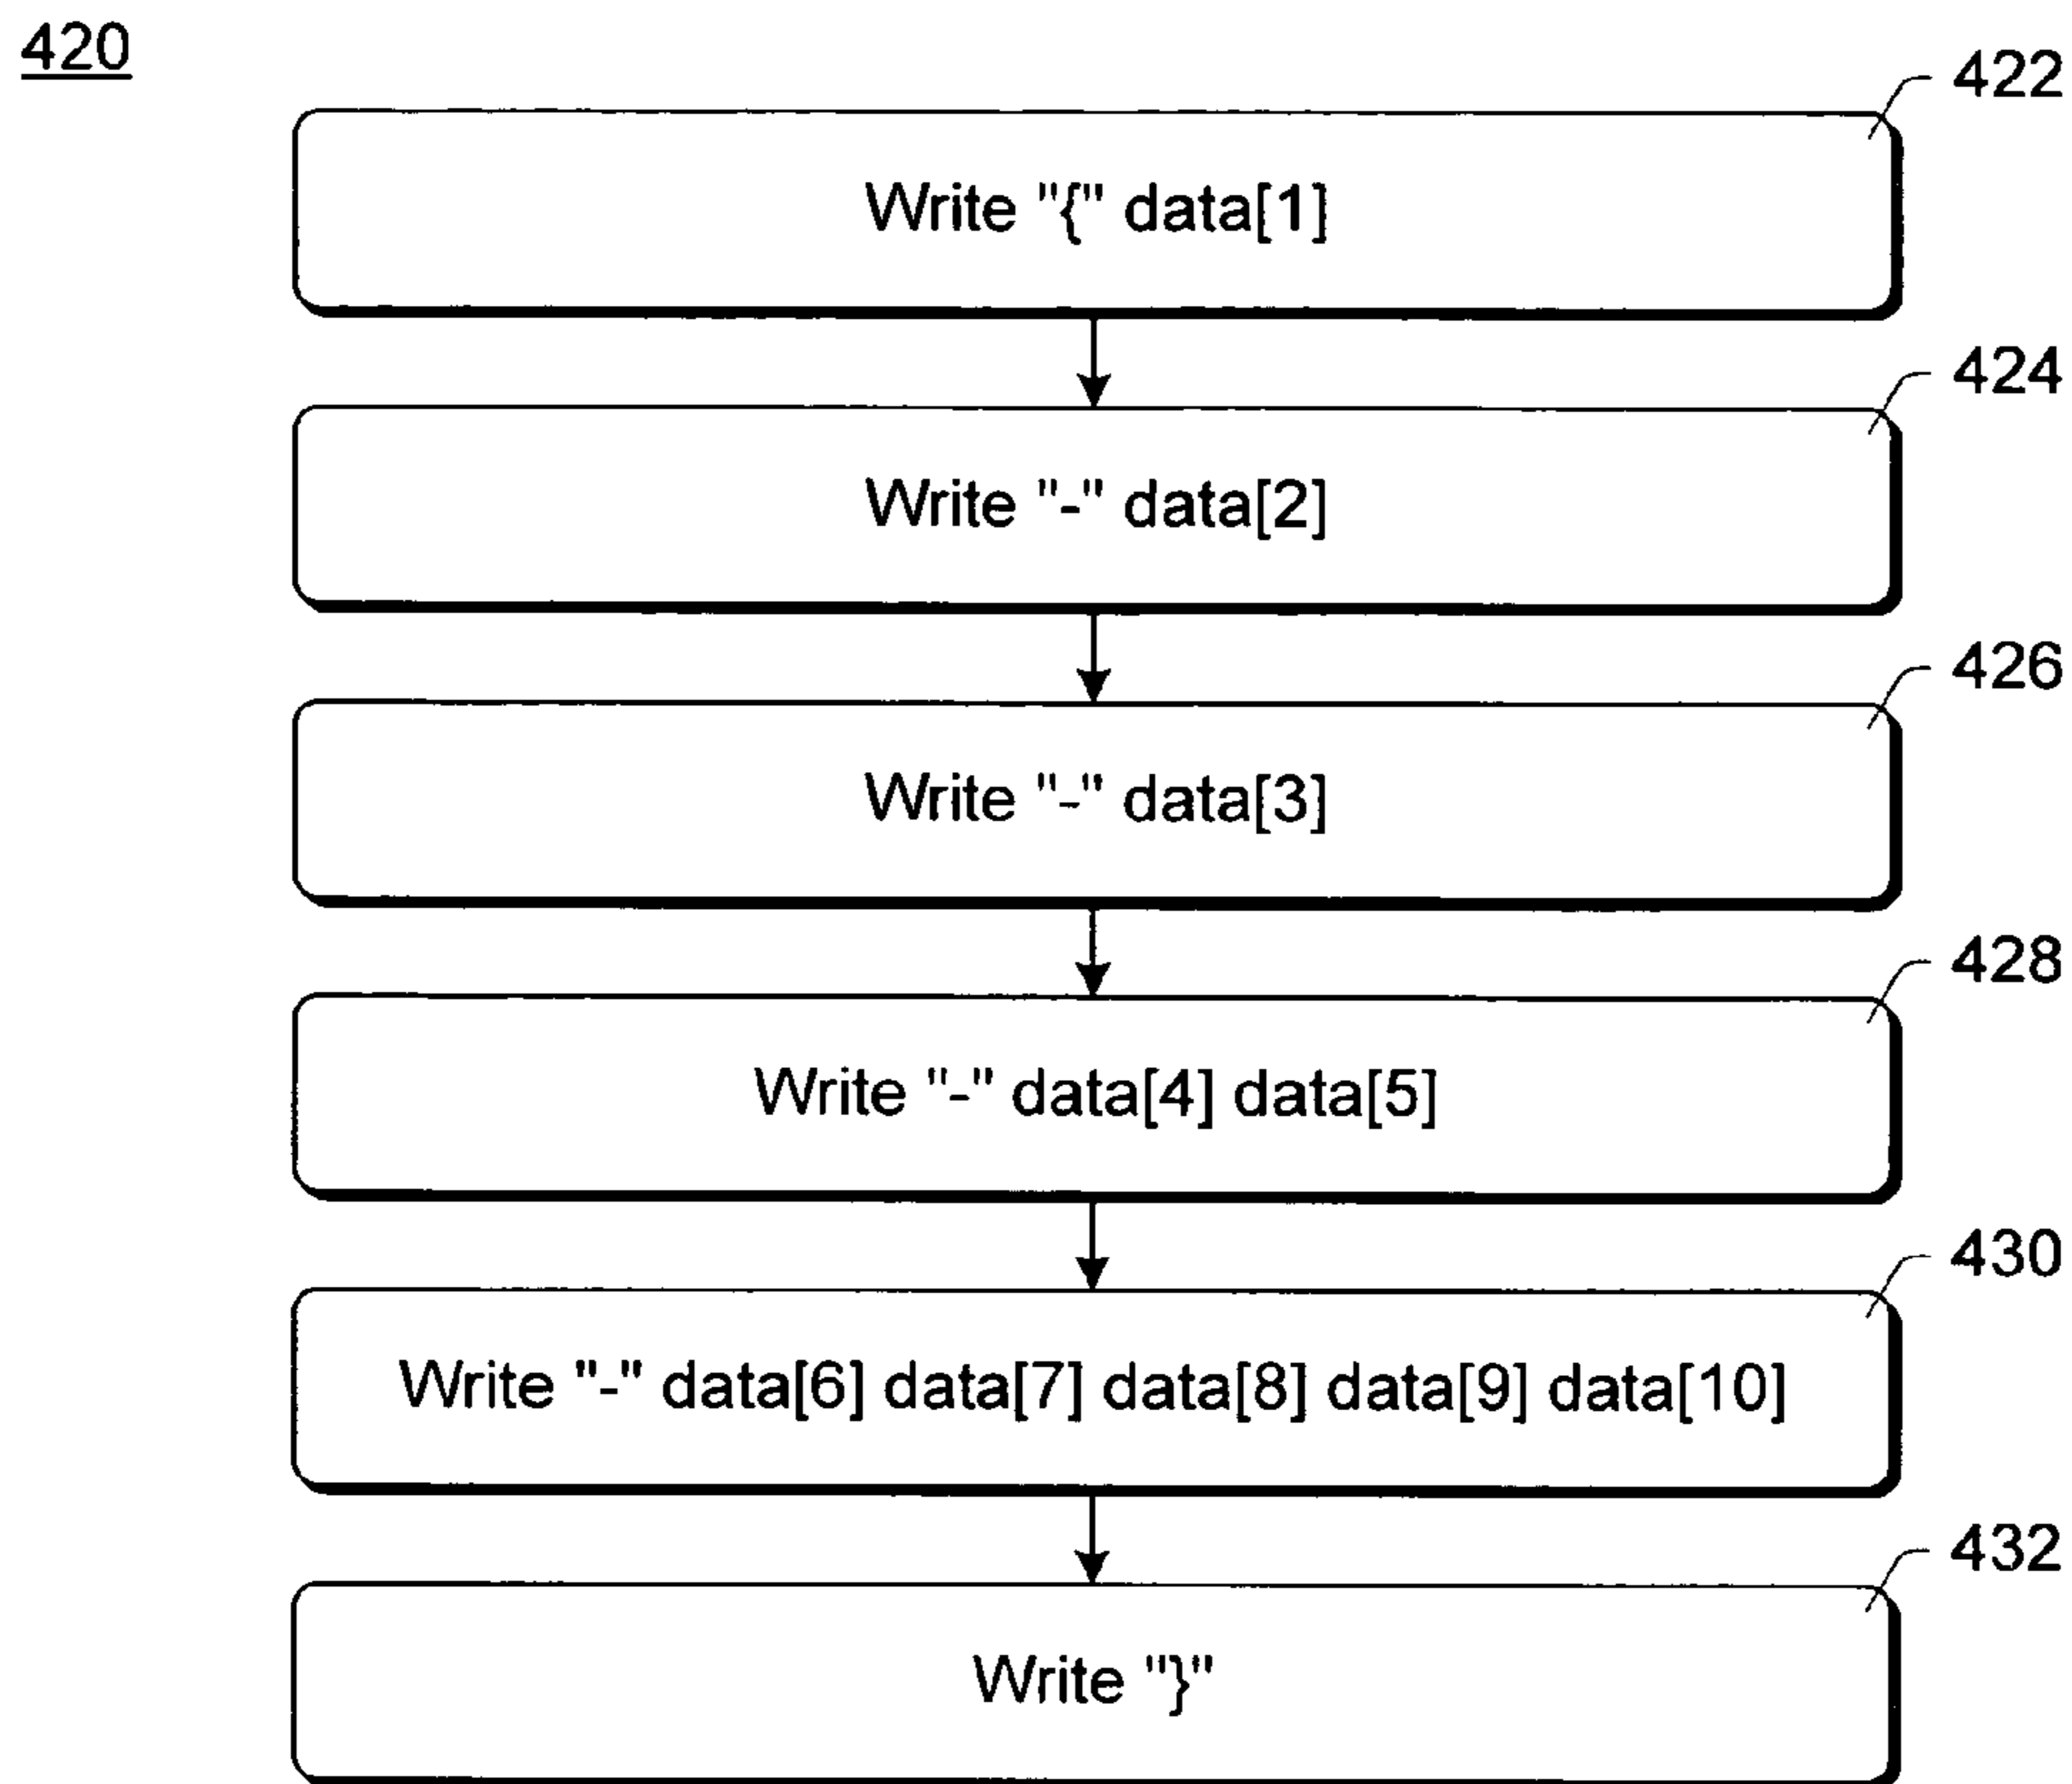 420
422
Write "{" data[1]
424
Write "-" data[2]
426
Write "-" data[3]
428
Write "-" data[4] data[5]
430
Write "-" data[6] data[7] data[8] data[9] data[10]
432
Write "}"